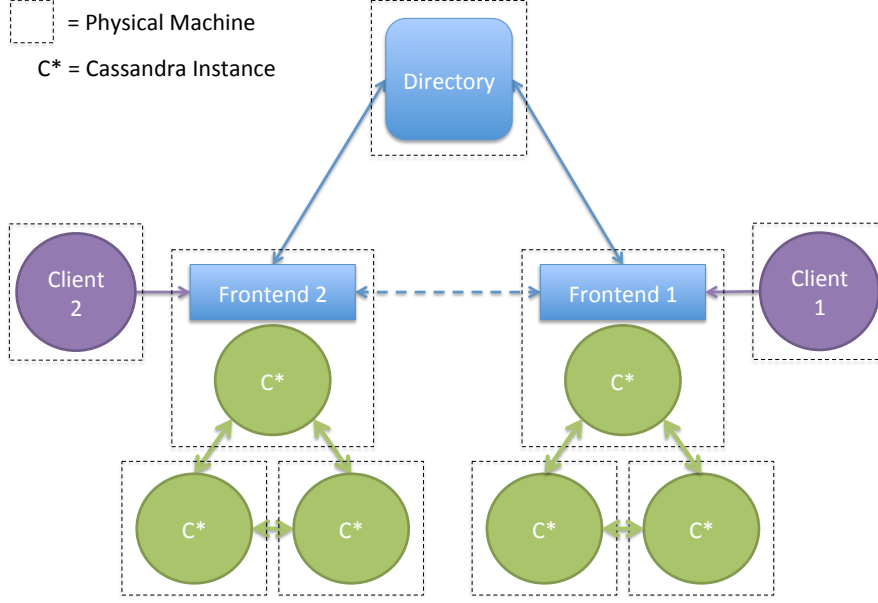 = Physical Machine
C* = Cassandra Instance
Directory
Client
2
Frontend 2
Frontend 1
Client
1
C*
C*
C*
C*
C*
C*